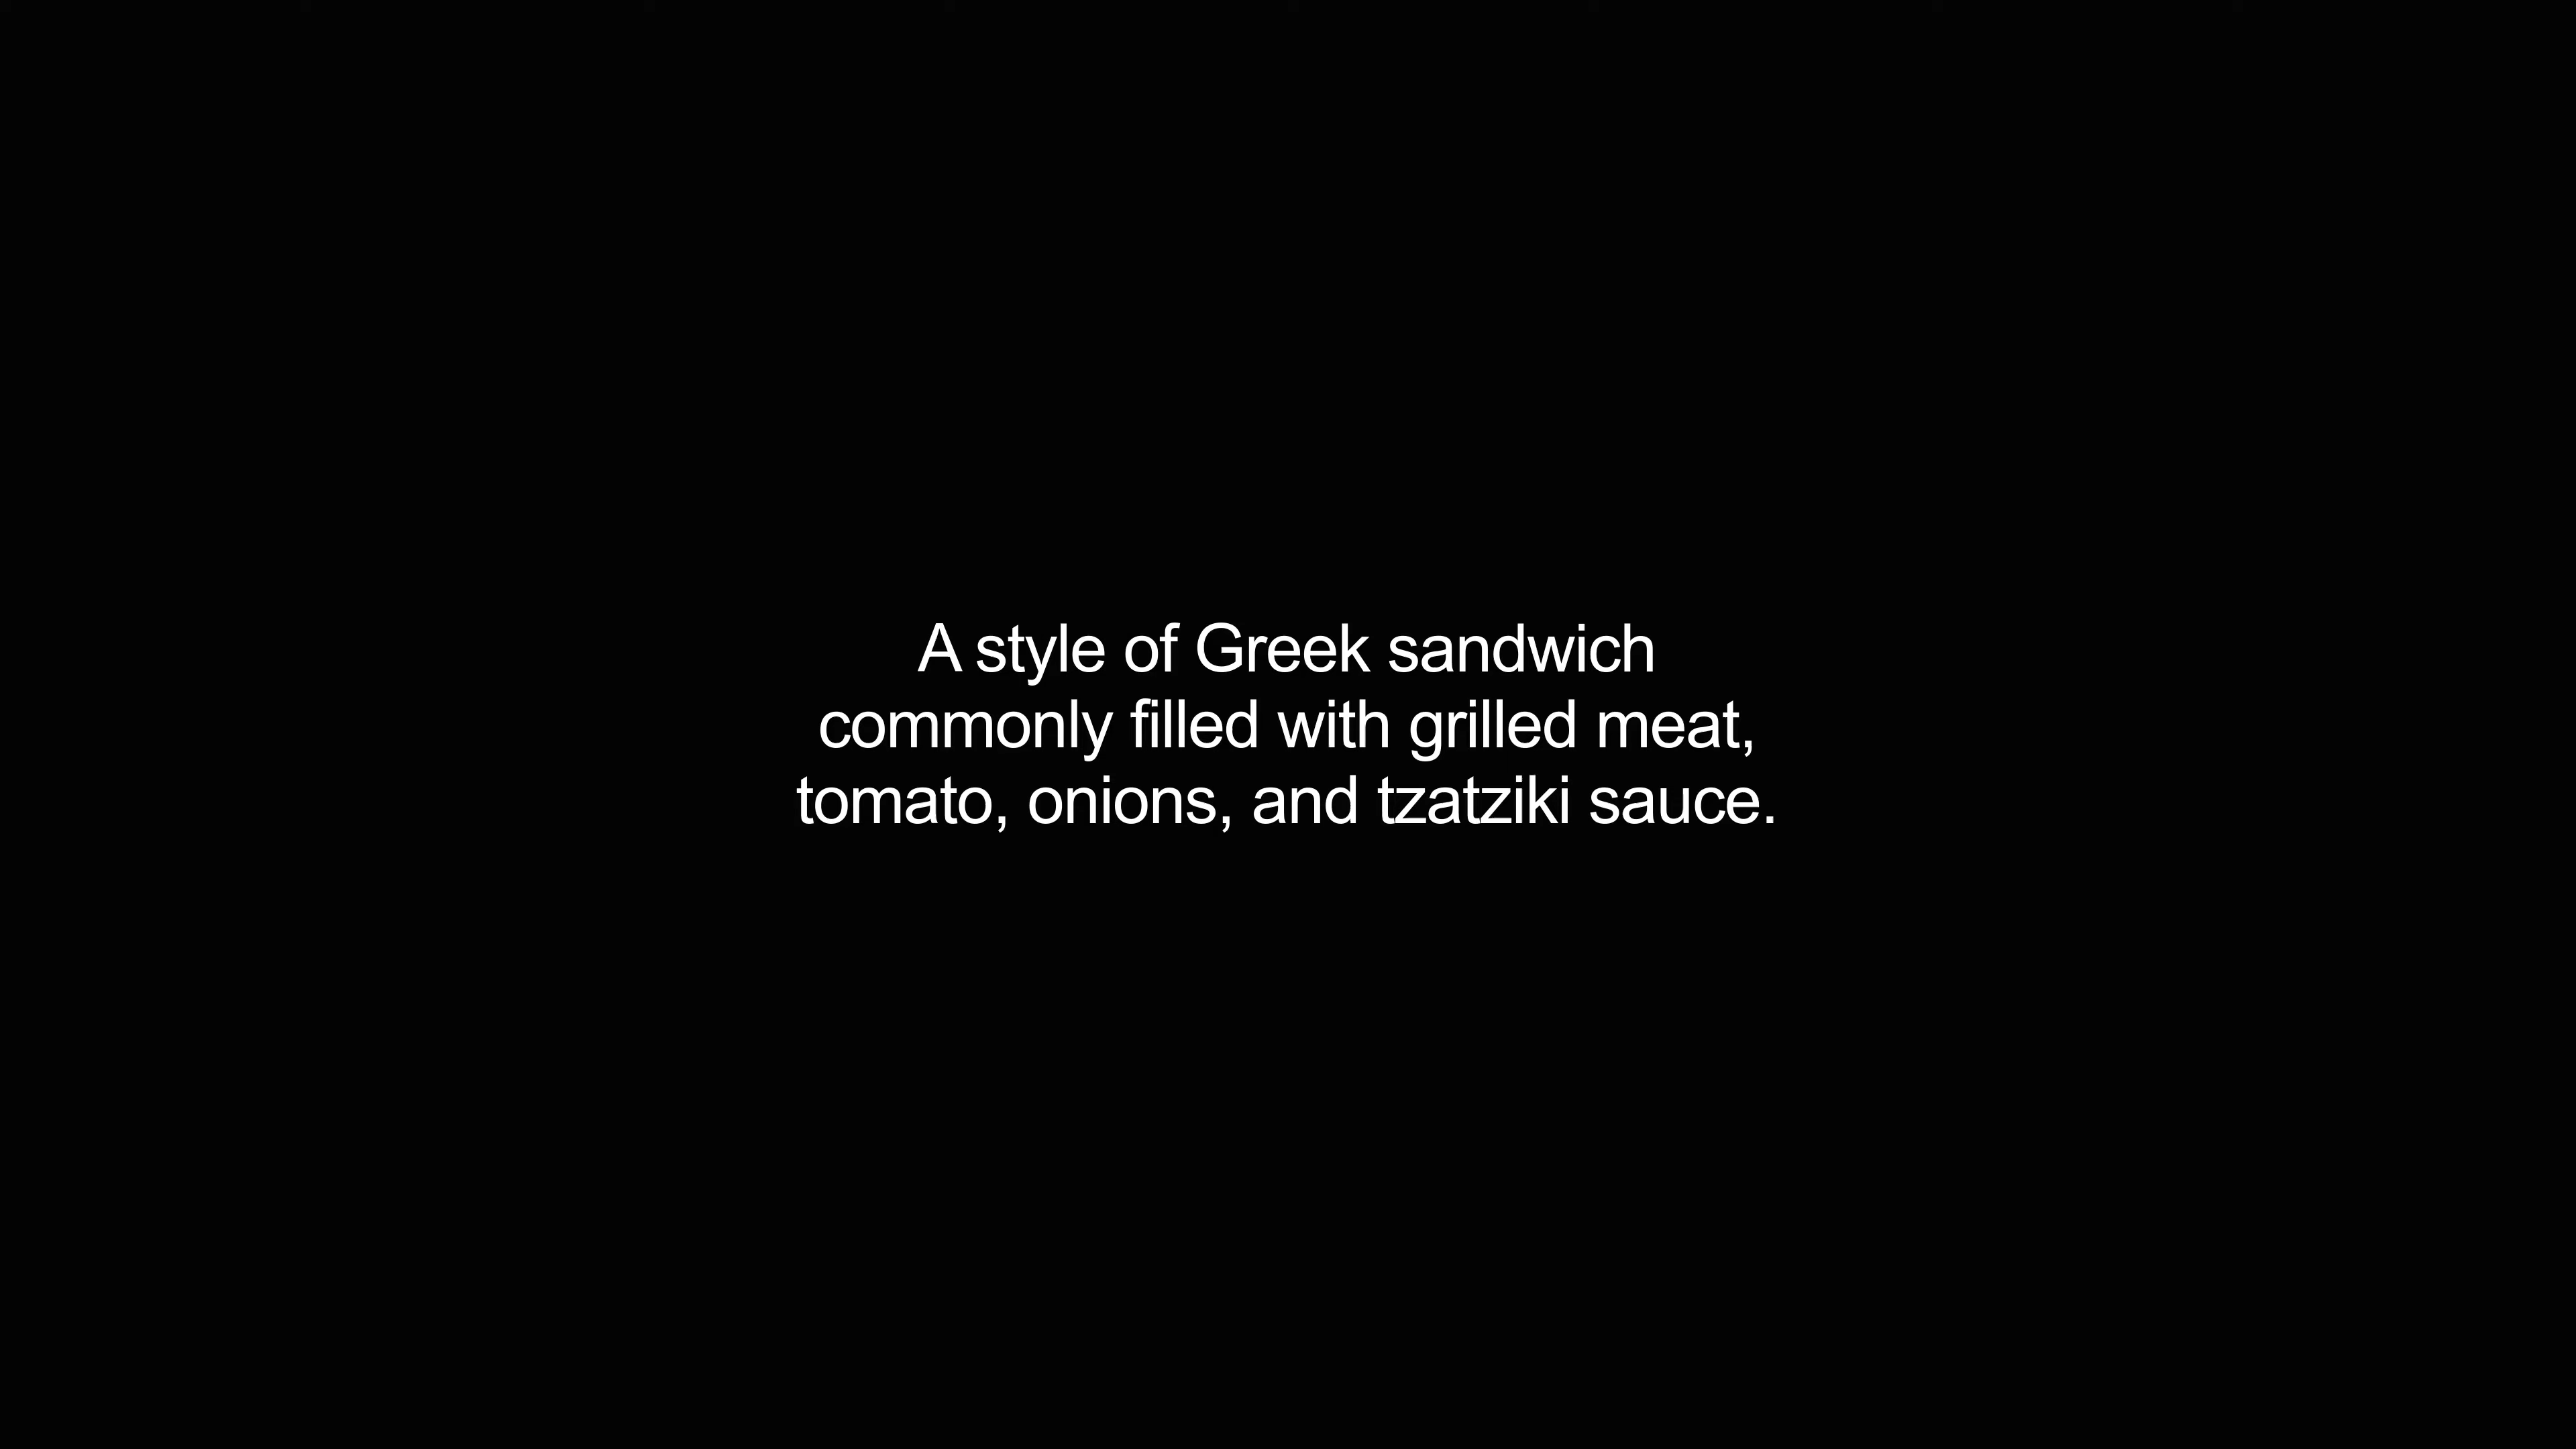 A style of Greek sandwich
commonly filled with grilled meat,
tomato, onions, and tzatziki sauce.